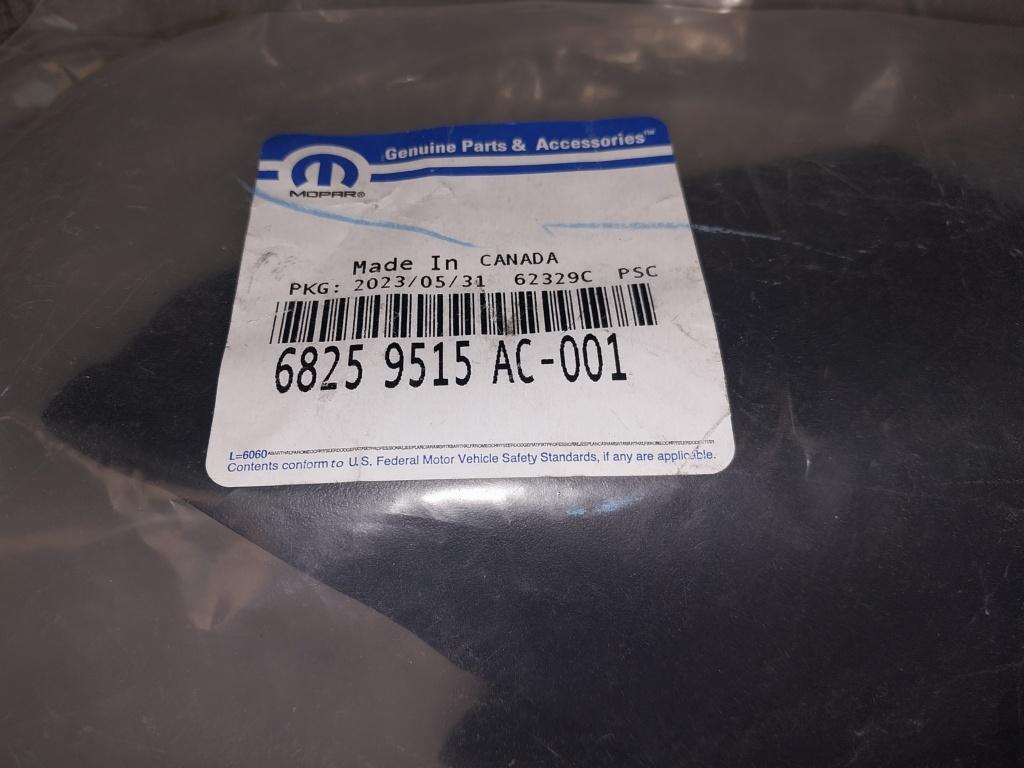 Genuine Parts & Accessories™
MOPAR®
Made In CANADA
PKG: 2023/05/31 62329C PSC
6825 9515 AC-001
L=6060
Contents conform to U.S. Federal Motor Vehicle Safety Standards, if any are applicable.